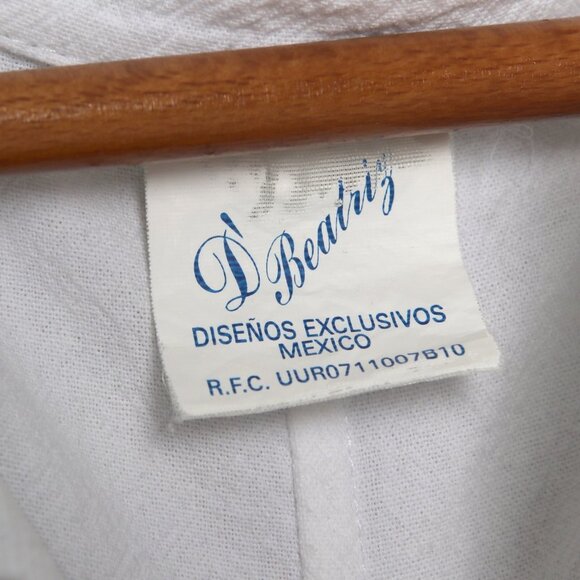 D' Beatriz
DISEÑOS EXCLUSIVOS
MEXICO
R.F.C. UUR0711007B10